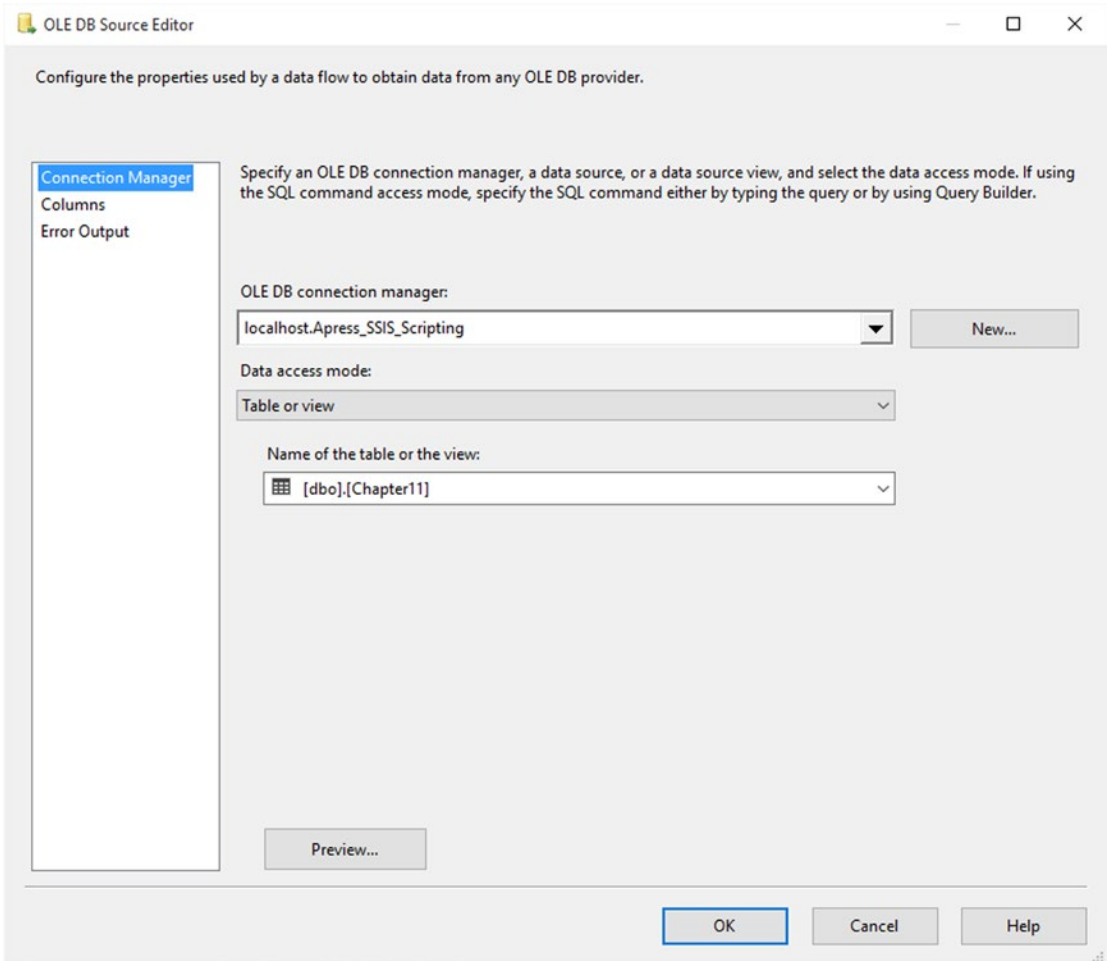 OLE DB Source Editor
Configure the properties used by a data flow to obtain data from any OLE DB provider.
Connection Manager
Columns
Error Output
Specify an OLE DB connection manager, a data source, or a data source view, and select the data access mode. If using
the SQL command access mode, specify the SQL command either by typing the query or by using Query Builder.
OLE DB connection manager:
localhost.Apress_SSIS_Scripting
New...
Data access mode:
Table or view
Name of the table or the view:
[dbo].[Chapter11]
Preview...
OK
Cancel
Help